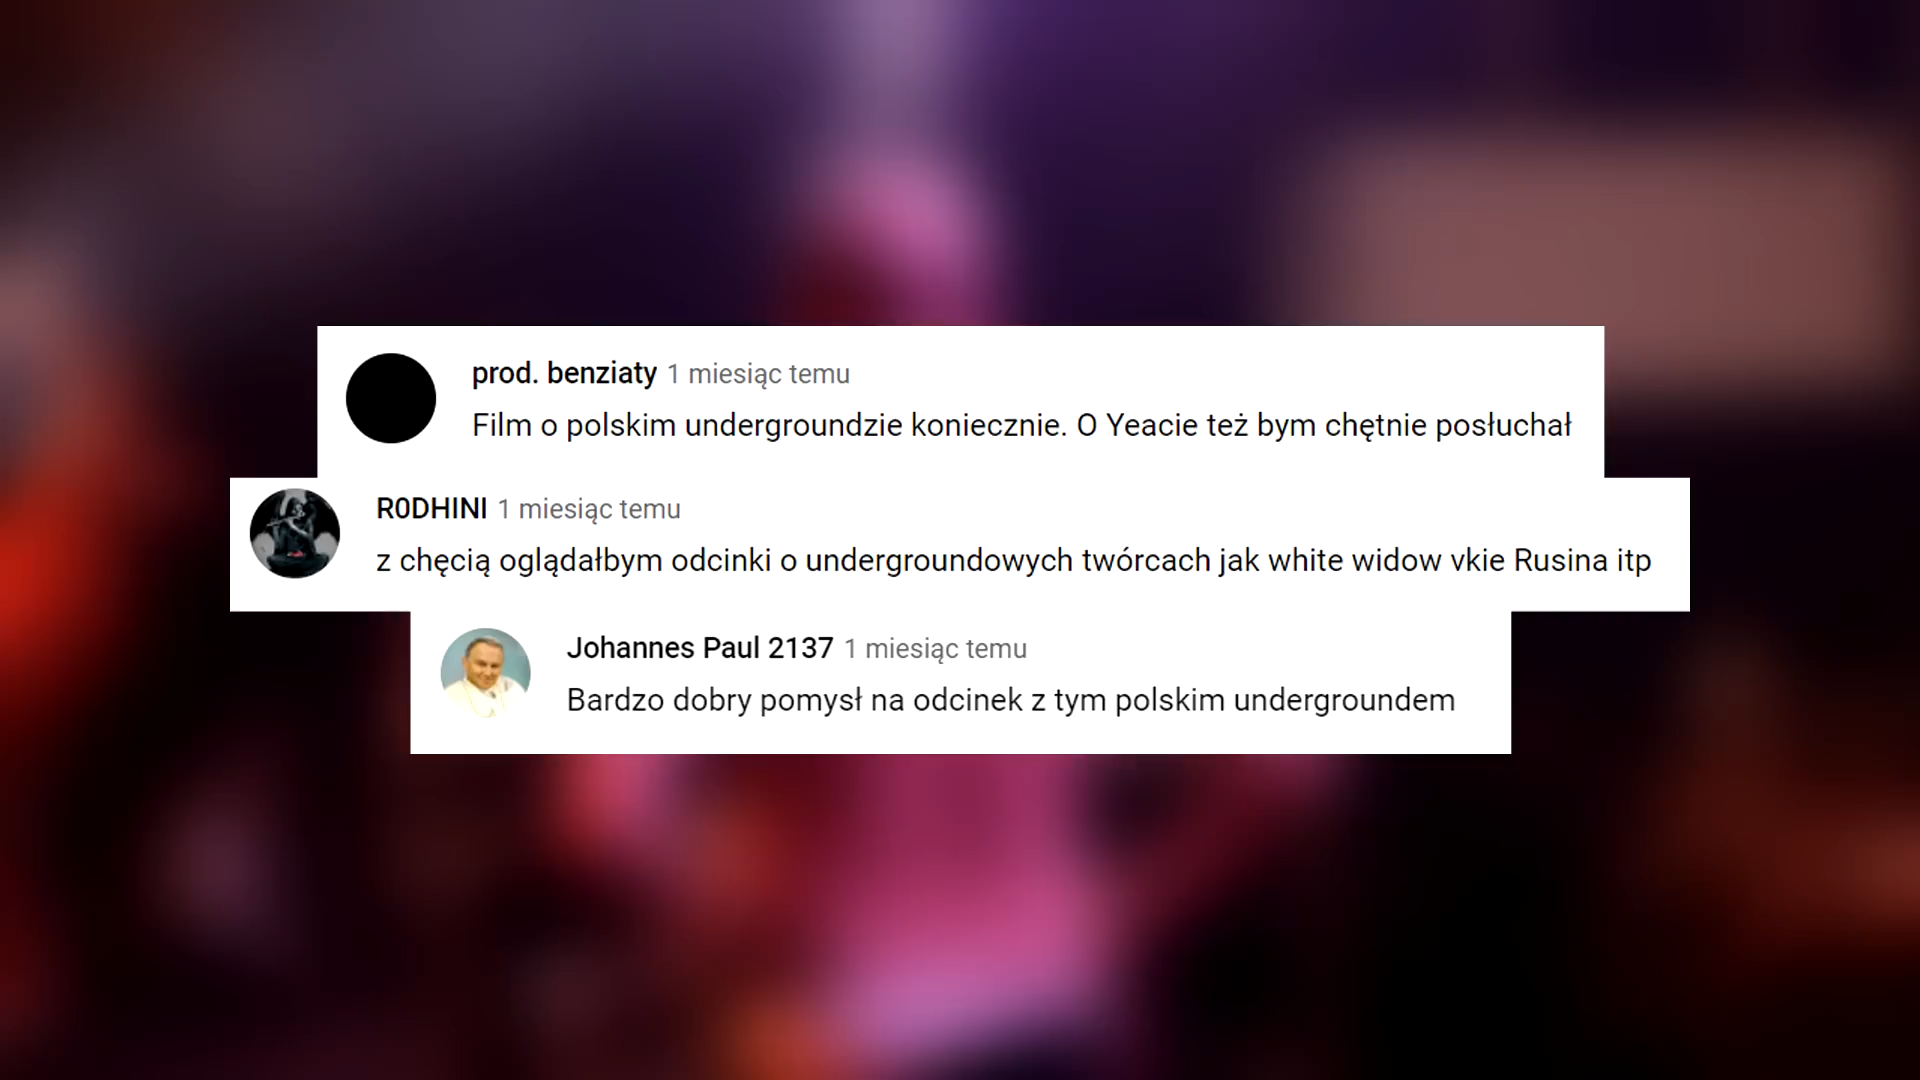 prod. benziaty 1 miesiąc temu
Film o polskim undergroundzie koniecznie. O Yeacie też bym chętnie posłuchał
R0DHINI 1 miesiąc temu
z chęcią oglądałbym odcinki o undergroundowych twórcach jak white widow vkie Rusina itp
Johannes Paul 2137 1 miesiąc temu
Bardzo dobry pomysł na odcinek z tym polskim undergroundem